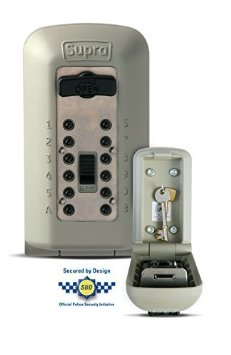 Supra
OPEN
1 6
2 7
3 8
4 9
5 0
A B
Secured by Design
SBD
Official Police Security Initiative